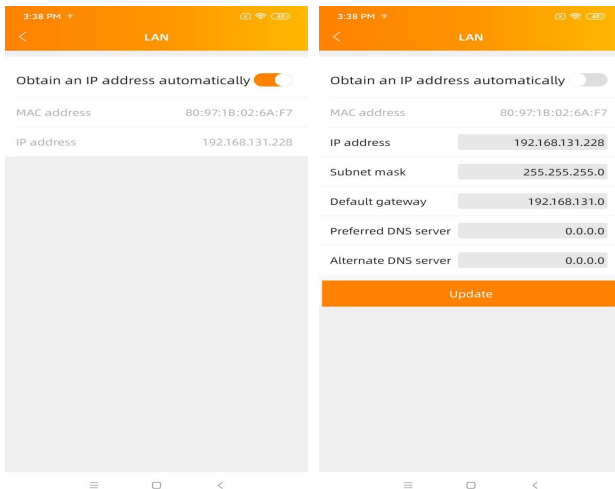 3:38 PM
LAN
Obtain an IP address automatically
MAC address 80:97:1B:02:6A:F7
IP address 192.168.131.228
3:38 PM
LAN
Obtain an IP address automatically
MAC address 80:97:1B:02:6A:F7
IP address 192.168.131.228
Subnet mask 255.255.255.0
Default gateway 192.168.131.0
Preferred DNS server 0.0.0.0
Alternate DNS server 0.0.0.0
Update